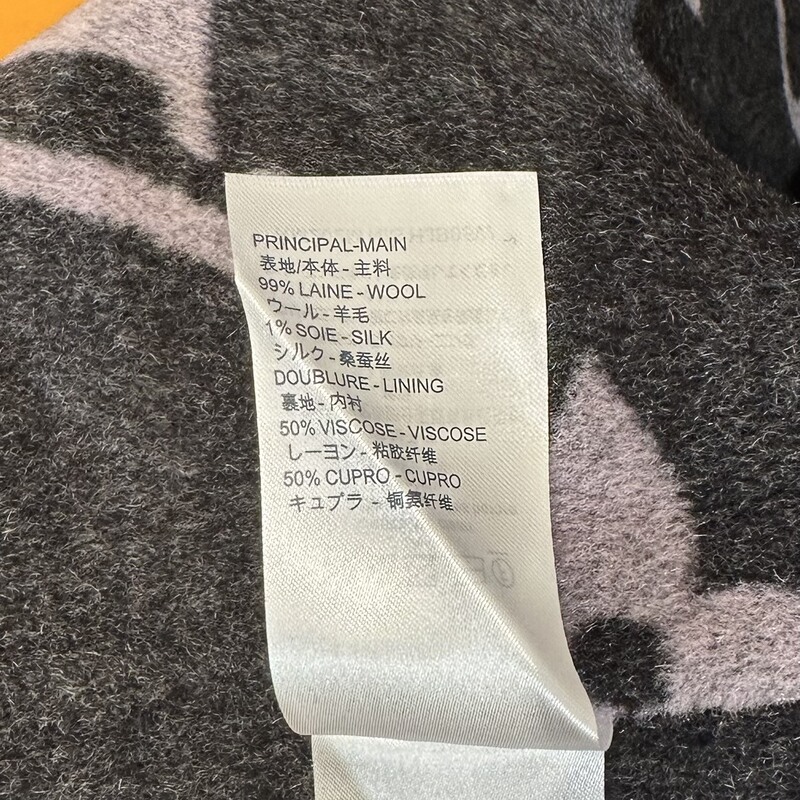 PRINCIPAL-MAIN
表地/本体-主料
99% LAINE-WOOL
ウール-羊毛
1% SOIE-SILK
シルク-桑蚕丝
DOUBLURE-LINING
裏地-内衬
50% VISCOSE-VISCOSE
レーヨン-粘胶纤维
50% CUPRO-CUPRO
キュプラ-铜氨纤维